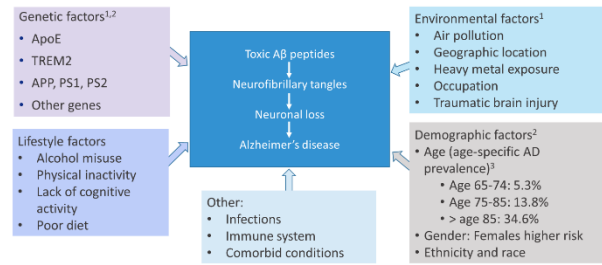 Genetic factors1,2
• ApoE
• TREM2
• APP, PS1, PS2
• Other genes
Lifestyle factors
• Alcohol misuse
• Physical inactivity
• Lack of cognitive
activity
• Poor diet
Toxic Aβ peptides
Neurofibrillary tangles
Neuronal loss
Alzheimer's disease
Other:
• Infections
• Immune system
• Comorbid conditions
Environmental factors1
• Air pollution
• Geographic location
• Heavy metal exposure
• Occupation
• Traumatic brain injury
Demographic factors2
• Age (age-specific AD
prevalence)3
• Age 65-74: 5.3%
• Age 75-85: 13.8%
• > age 85: 34.6%
• Gender: Females higher risk
• Ethnicity and race